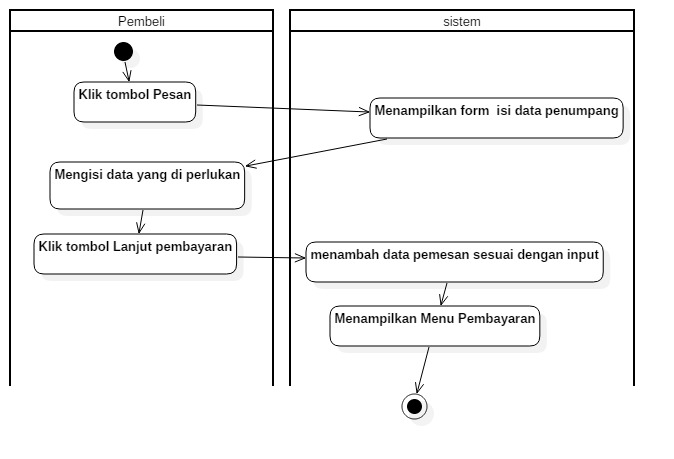 Pembeli
sistem
Klik tombol Pesan
Menampilkan form  isi data penumpang
Mengisi data yang di perlukan
Klik tombol Lanjut pembayaran
menambah data pemesan sesuai dengan input
Menampilkan Menu Pembayaran